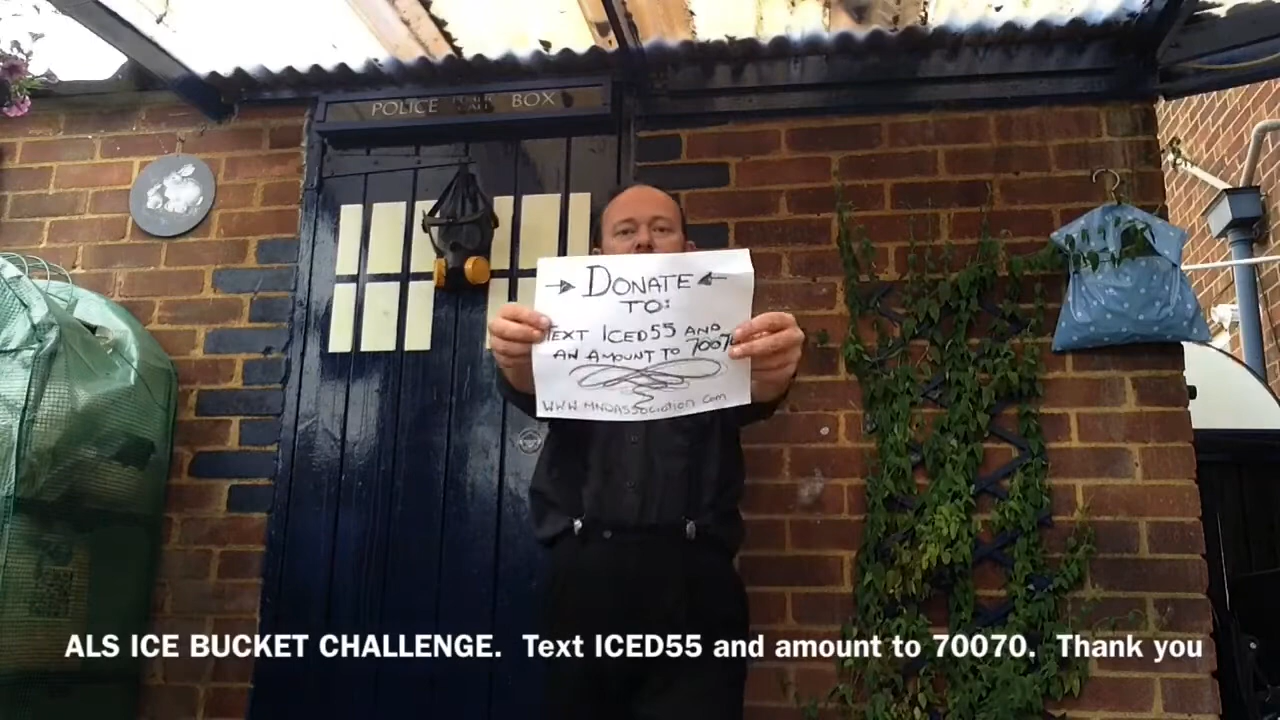 POLICE BOX
→ DONATE ←
TO:
TEXT ICED55 AND
AN AMOUNT TO 70070
WWW.MNDASSOCIATION.COM
ALS ICE BUCKET CHALLENGE. Text ICED55 and amount to 70070. Thank you